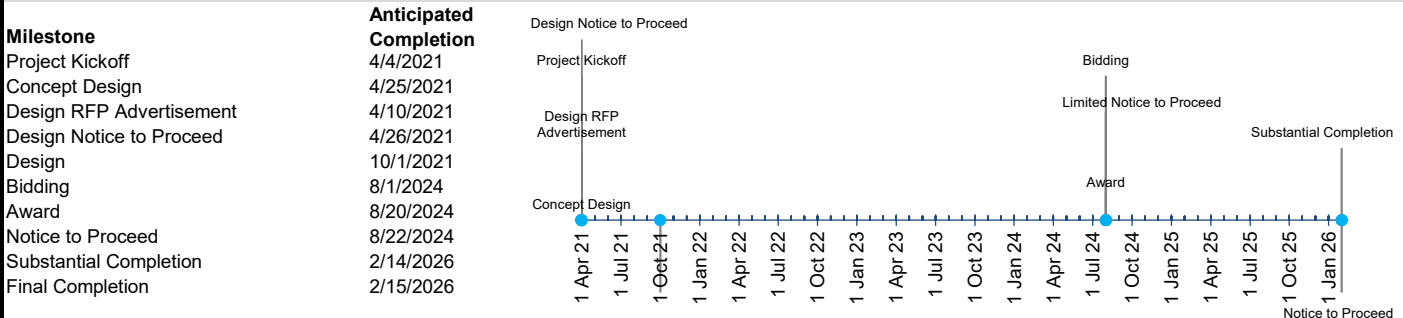 Milestone Anticipated Completion
Project Kickoff 4/4/2021
Concept Design 4/25/2021
Design RFP Advertisement 4/10/2021
Design Notice to Proceed 4/26/2021
Design 10/1/2021
Bidding 8/1/2024
Award 8/20/2024
Notice to Proceed 8/22/2024
Substantial Completion 2/14/2026
Final Completion 2/15/2026
Design Notice to Proceed
Project Kickoff
Design RFP
Advertisement
Concept Design
Bidding
Limited Notice to Proceed
Award
Substantial Completion
1 Apr 21
1 Jul 21
1 Oct 21
1 Jan 22
1 Apr 22
1 Jul 22
1 Oct 22
1 Jan 23
1 Apr 23
1 Jul 23
1 Oct 23
1 Jan 24
1 Apr 24
1 Jul 24
1 Oct 24
1 Jan 25
1 Apr 25
1 Jul 25
1 Oct 25
1 Jan 26
Notice to Proceed